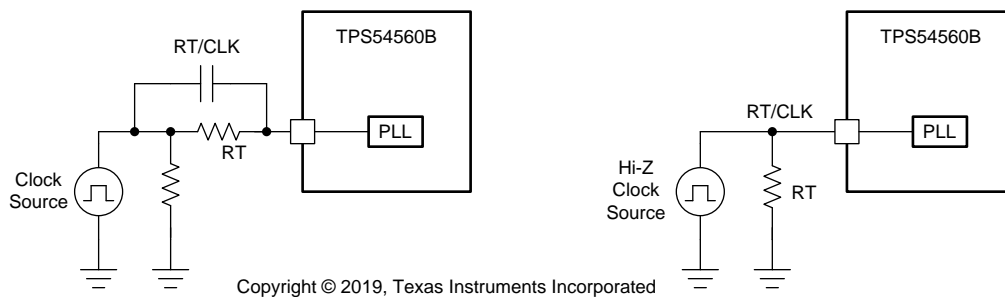 TPS54560B
RT/CLK
PLL
RT
Clock
Source
TPS54560B
RT/CLK
PLL
Hi-Z
Clock
Source
RT
Copyright © 2019, Texas Instruments Incorporated